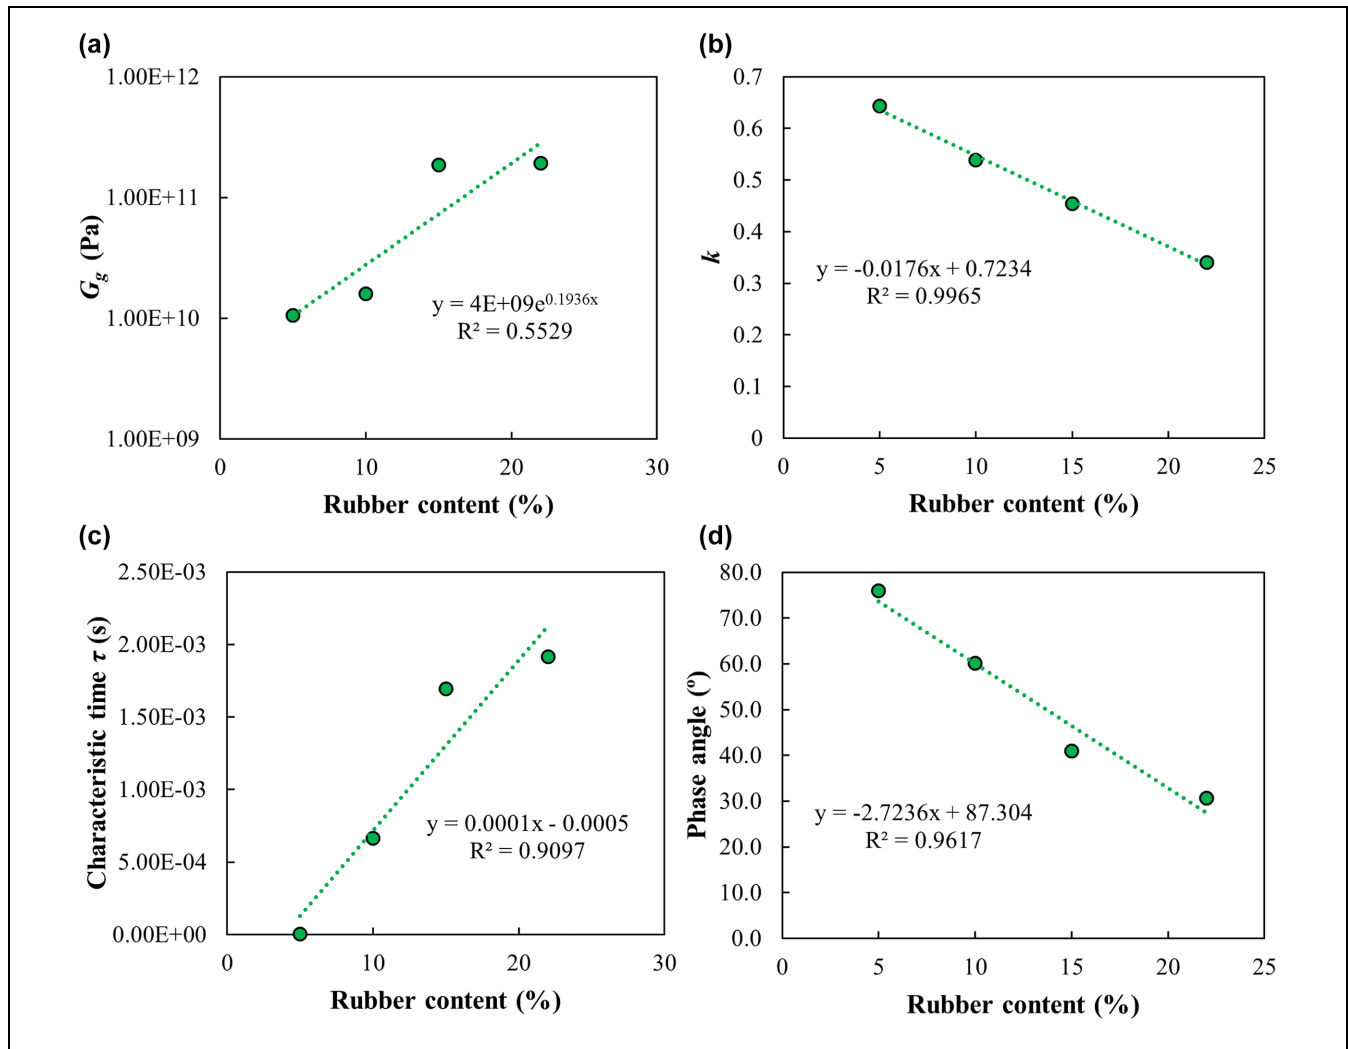 (a)
1.00E+12
1.00E+11
1.00E+10
1.00E+09
G_g (Pa)
y = 4E+09e^0.1936x
R² = 0.5529
0 10 20 30
Rubber content (%)
(b)
0.7
0.6
0.5
0.4
0.3
0.2
0.1
0
k
y = -0.0176x + 0.7234
R² = 0.9965
0 5 10 15 20 25
Rubber content (%)
(c)
2.50E-03
2.00E-03
1.50E-03
1.00E-03
5.00E-04
0.00E+00
Characteristic time τ (s)
y = 0.0001x - 0.0005
R² = 0.9097
0 10 20 30
Rubber content (%)
(d)
80.0
70.0
60.0
50.0
40.0
30.0
20.0
10.0
0.0
Phase angle (º)
y = -2.7236x + 87.304
R² = 0.9617
0 5 10 15 20 25
Rubber content (%)